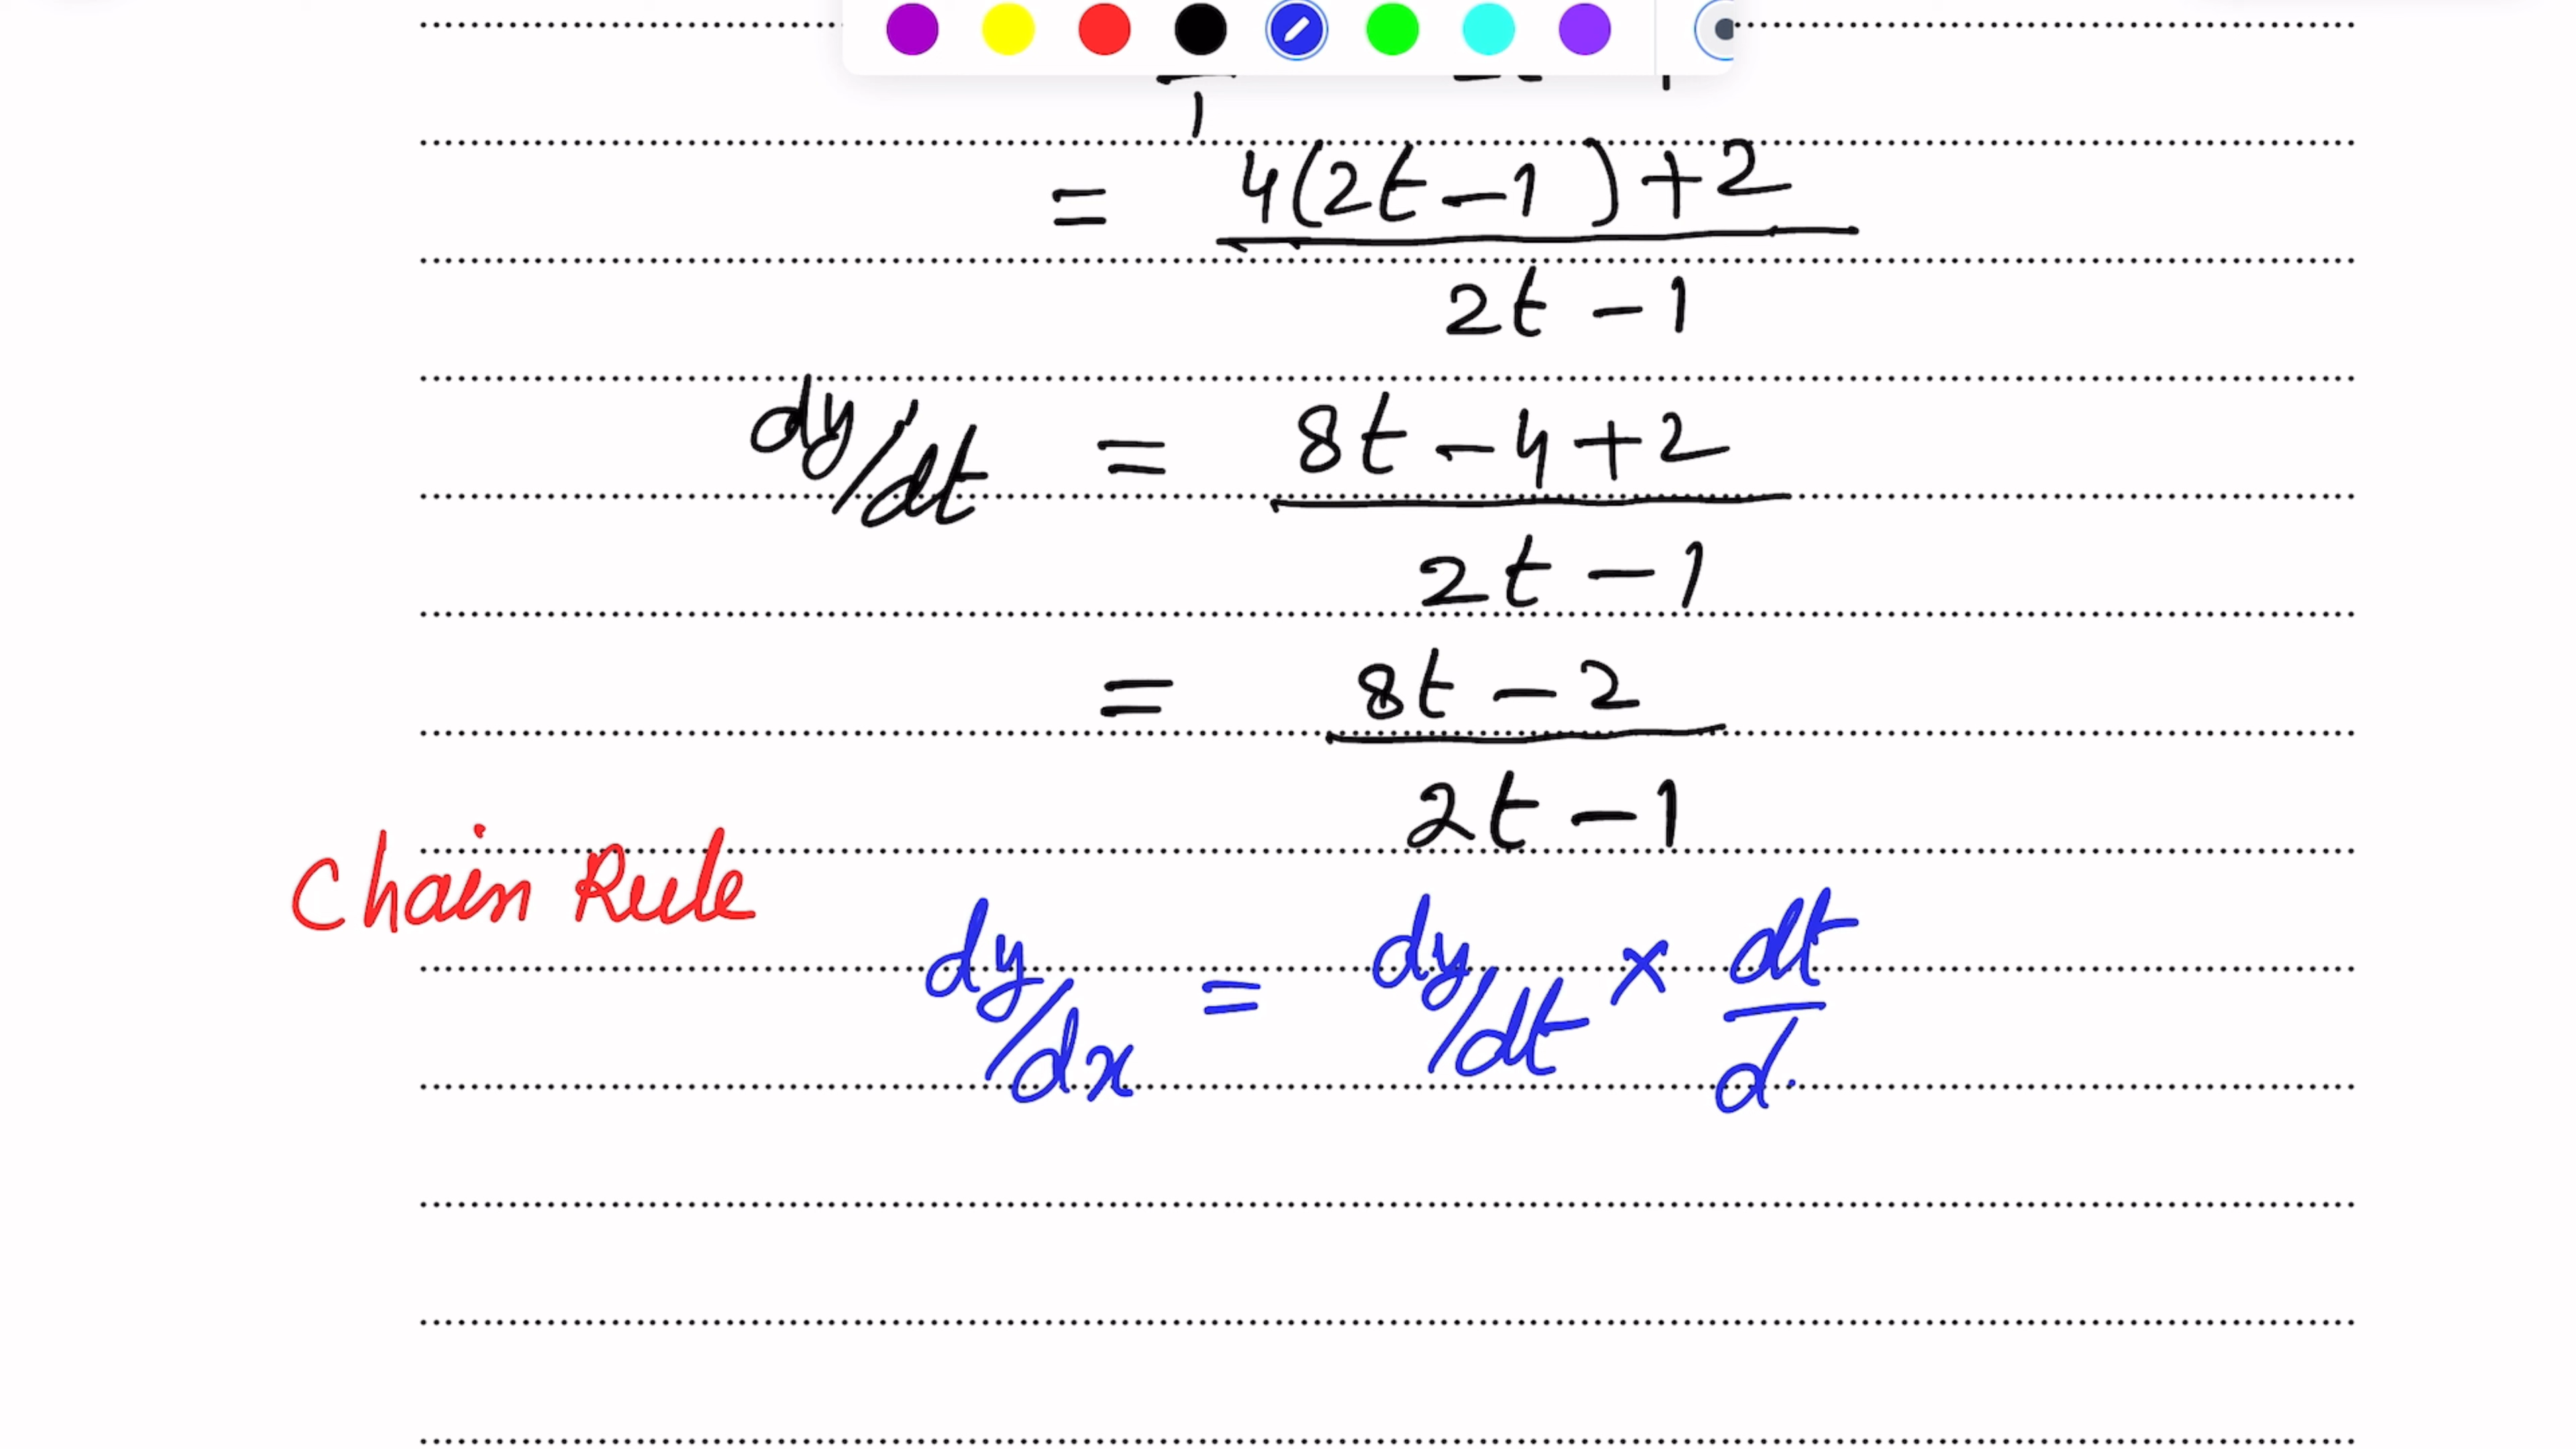 1
= 4(2t-1)+2
2t-1
dy/dt = 8t-4+2
2t-1
= 8t-2
2t-1
Chain Rule
dy/dx = dy/dt × dt
d